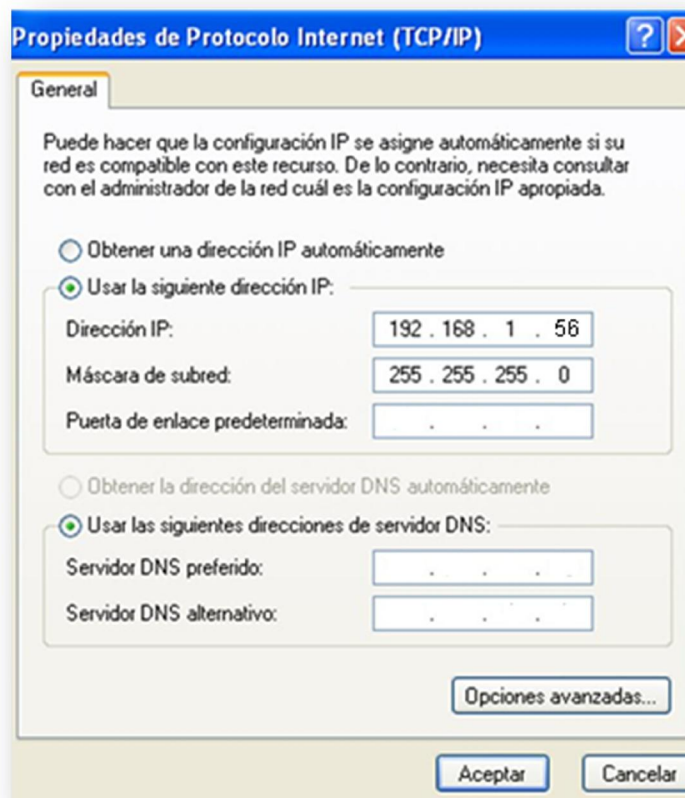 Propiedades de Protocolo Internet (TCP/IP)
General
Puede hacer que la configuración IP se asigne automáticamente si su
red es compatible con este recurso. De lo contrario, necesita consultar
con el administrador de la red cuál es la configuración IP apropiada.
Obtener una dirección IP automáticamente
Usar la siguiente dirección IP:
Dirección IP: 192 . 168 . 1 . 56
Máscara de subred: 255 . 255 . 255 . 0
Puerta de enlace predeterminada: . . .
Obtener la dirección del servidor DNS automáticamente
Usar las siguientes direcciones de servidor DNS:
Servidor DNS preferido: . . .
Servidor DNS alternativo: . . .
Opciones avanzadas...
Aceptar Cancelar